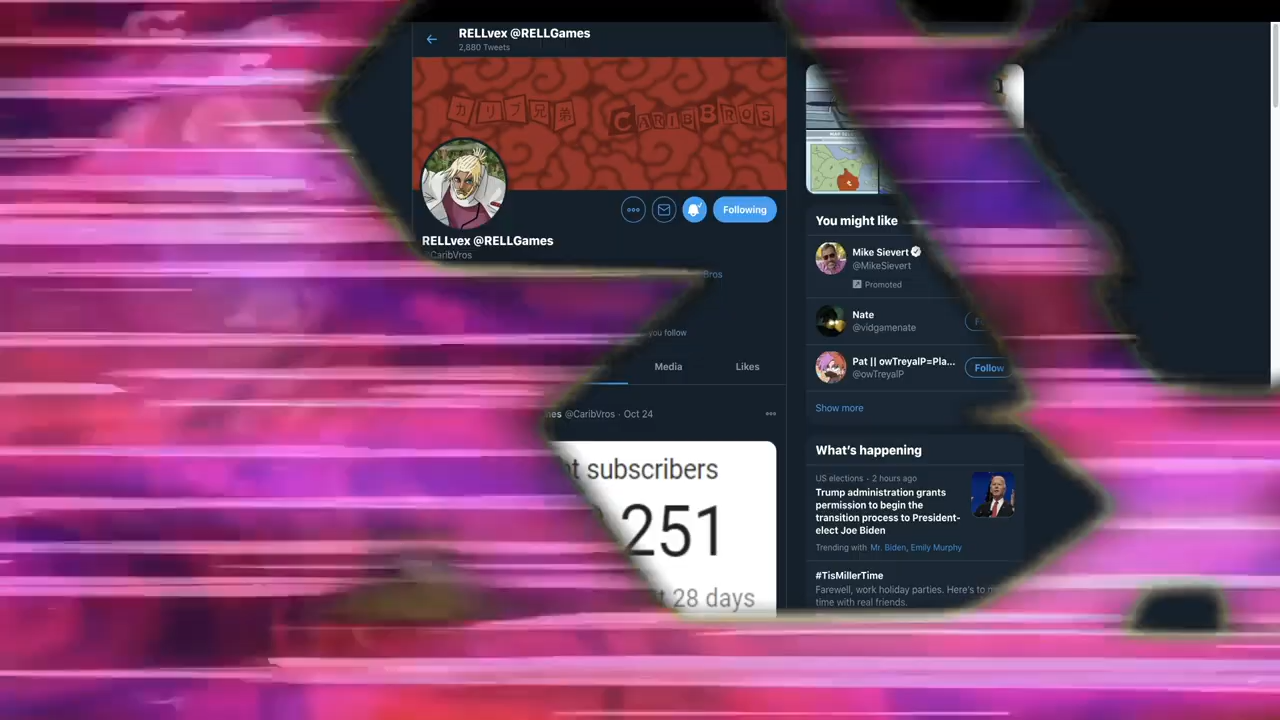 RELLvex @RELLGames
2,880 Tweets
カリブ兄弟 CARIBBROS
Following
RELLvex @RELLGames
CaribVros
Bros
you follow
Media Likes
@CaribVros · Oct 24
subscribers
251
28 days
You might like
Mike Sievert
@MikeSievert
Promoted
Nate
@vidgamenate
Pat || owTreyalP=Pla...
@owTreyalP
Follow
Show more
What's happening
US elections · 2 hours ago
Trump administration grants
permission to begin the
transition process to President-
elect Joe Biden
Trending with Mr. Biden, Emily Murphy
#TisMillerTime
Farewell, work holiday parties. Here's to
time with real friends.